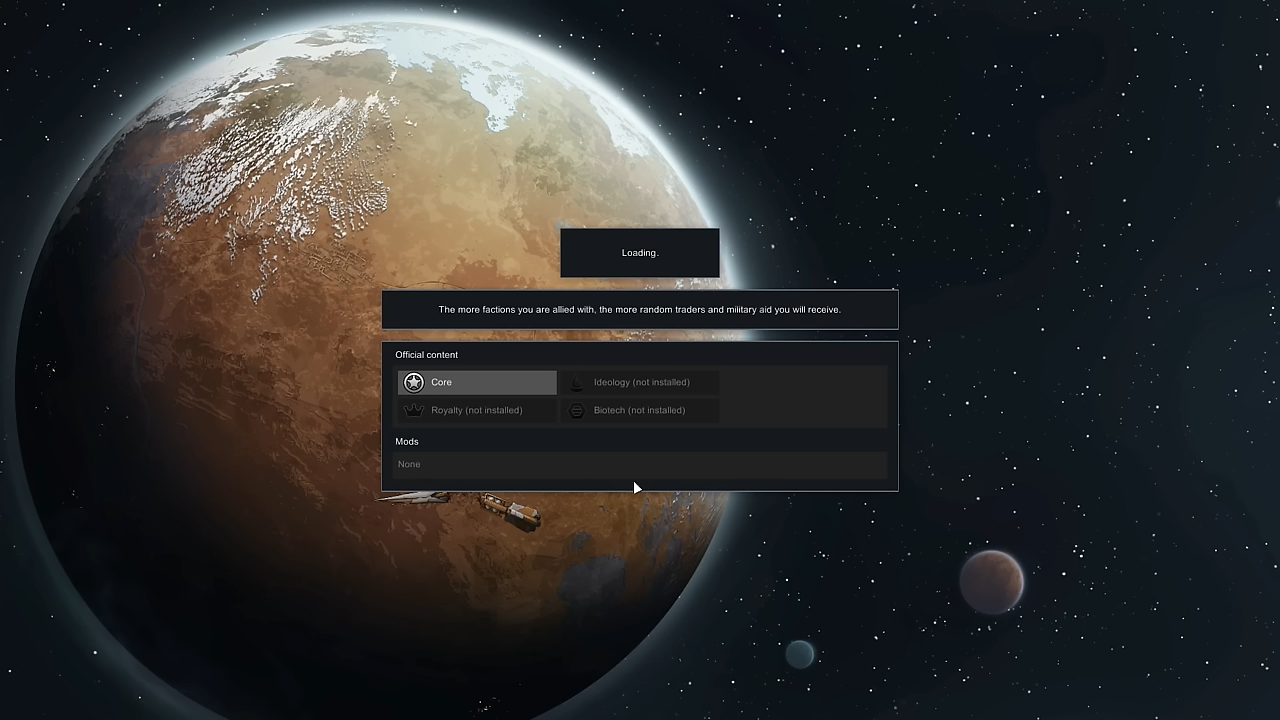 Loading.
The more factions you are allied with, the more random traders and military aid you will receive.
Official content
Core
Ideology (not installed)
Royalty (not installed)
Biotech (not installed)
Mods
None